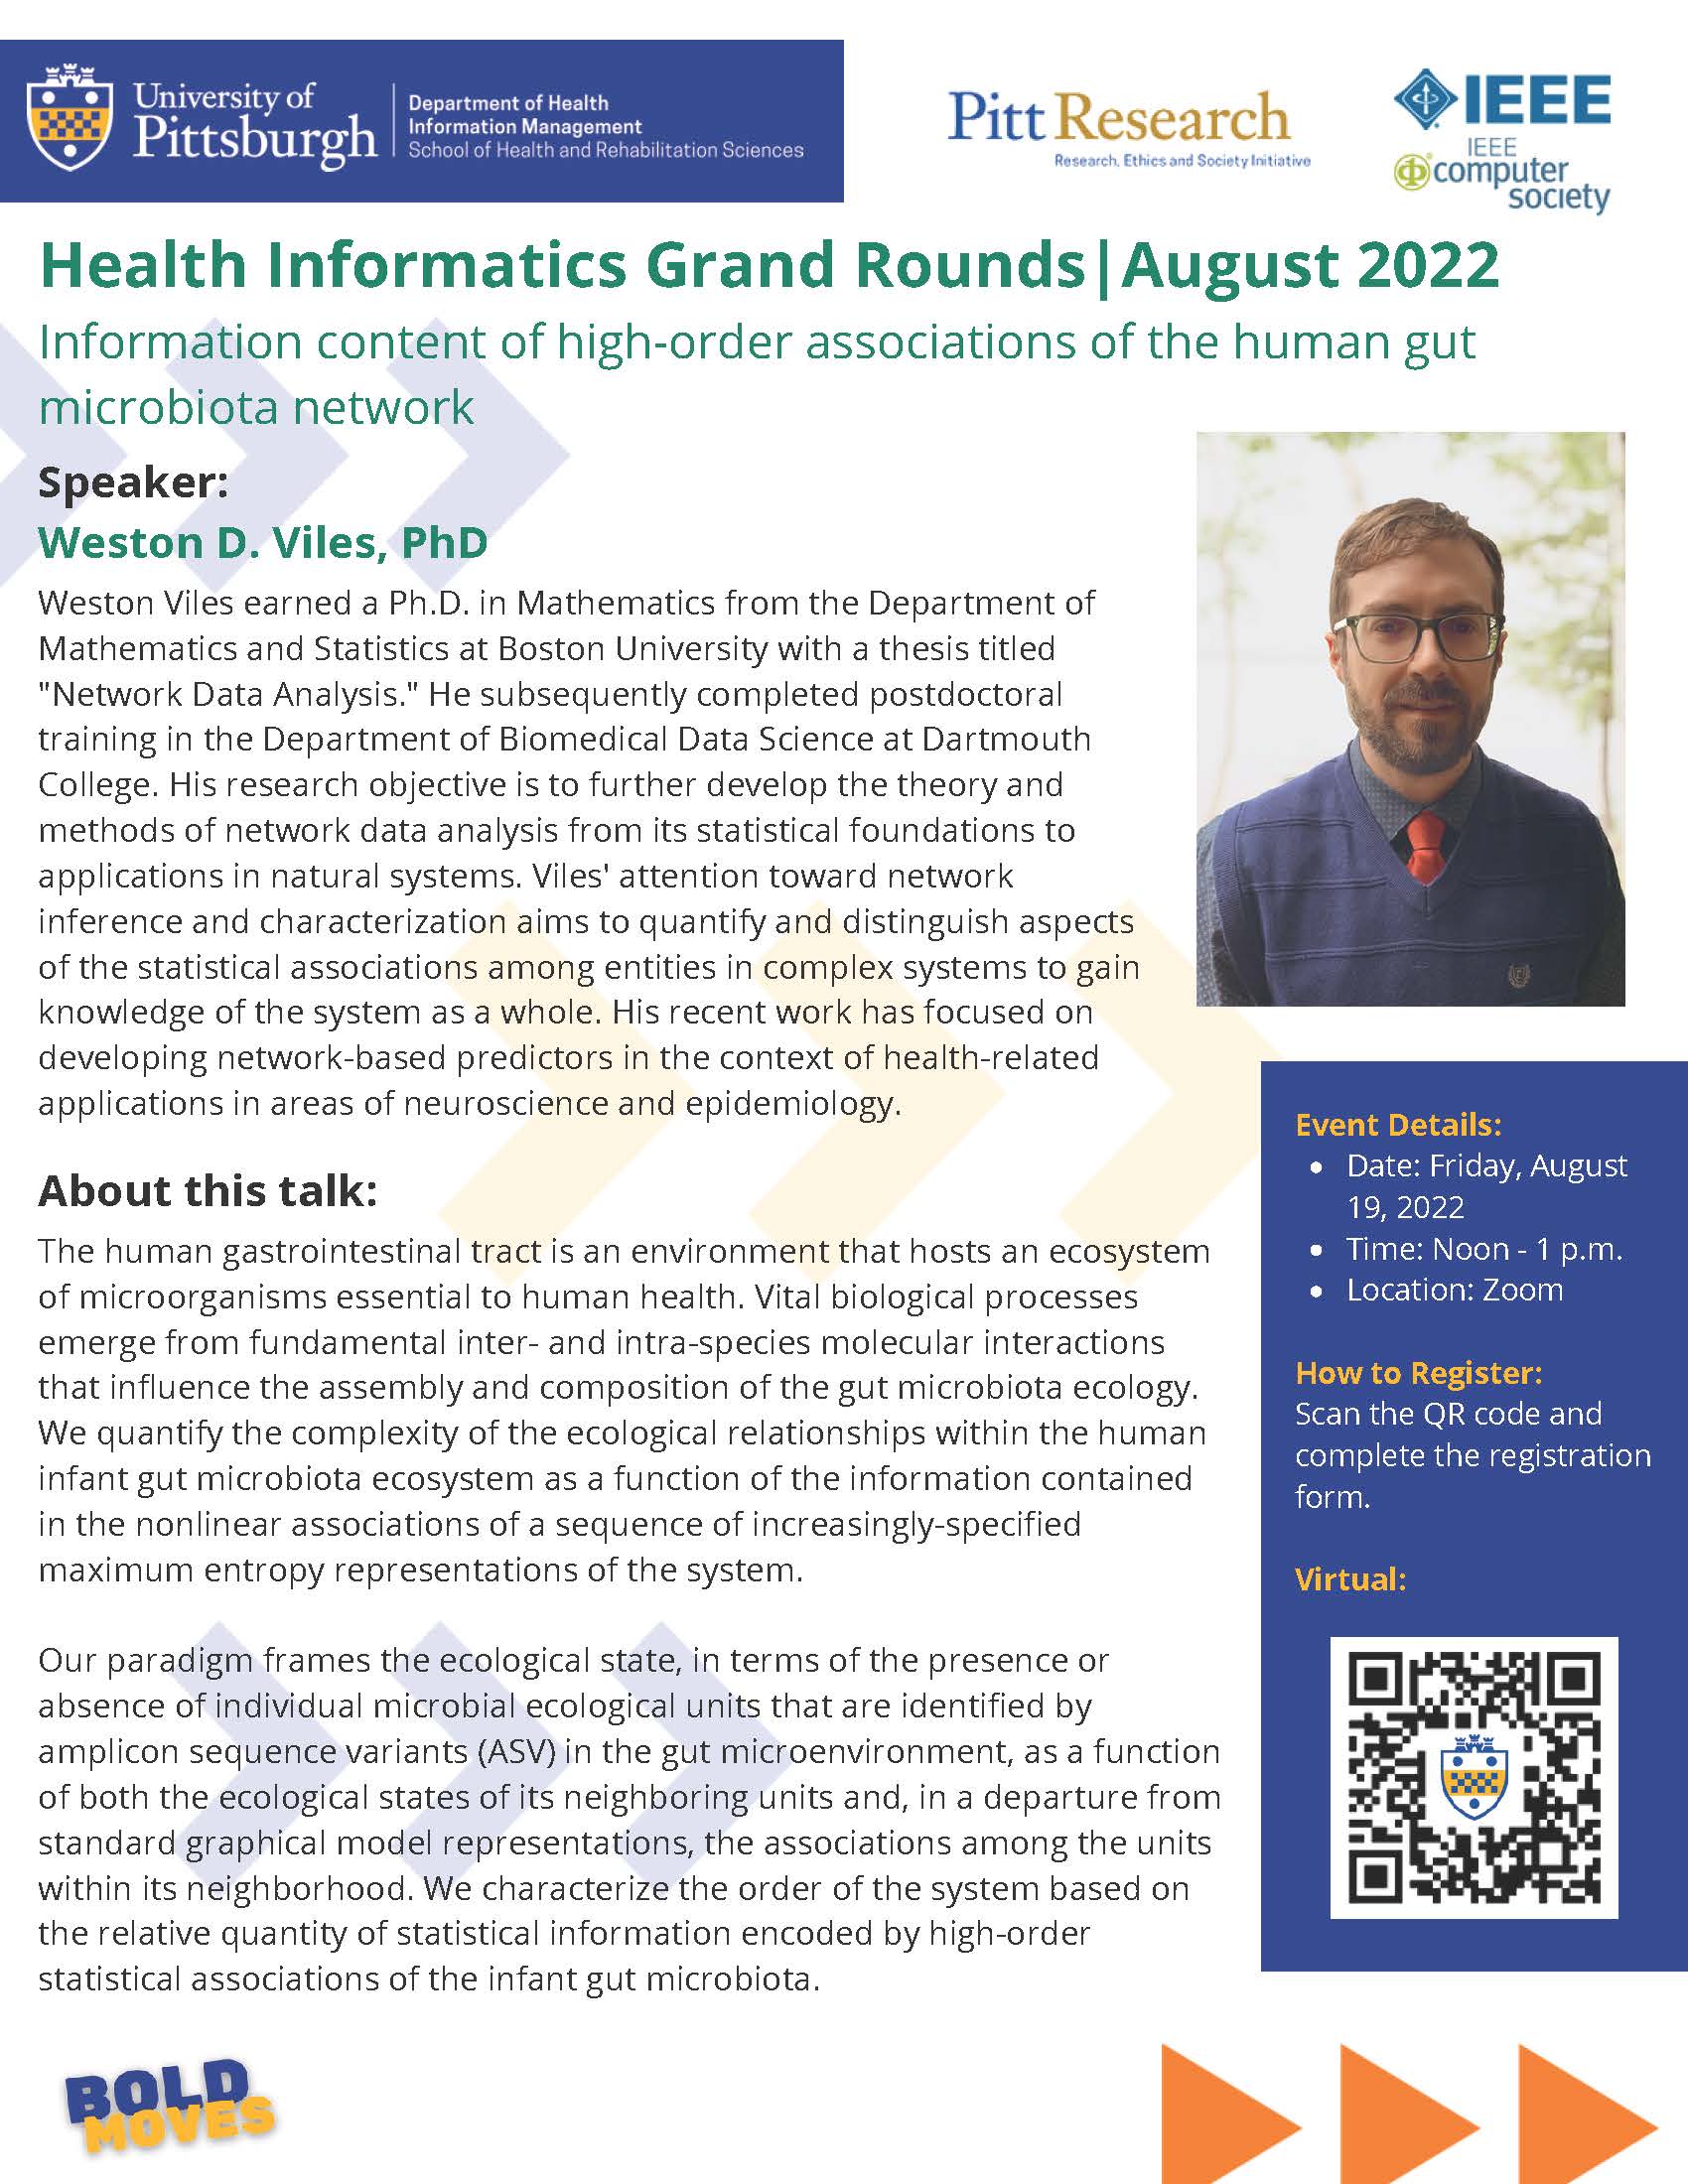 University of
Pittsburgh
Department of Health
Information Management
School of Health and Rehabilitation Sciences
Pitt Research
Research, Ethics and Society Initiative
IEEE
IEEE
computer
society
Health Informatics Grand Rounds|August 2022
Information content of high-order associations of the human gut
microbiota network
Speaker:
Weston D. Viles, PhD
Weston Viles earned a Ph.D. in Mathematics from the Department of
Mathematics and Statistics at Boston University with a thesis titled
"Network Data Analysis." He subsequently completed postdoctoral
training in the Department of Biomedical Data Science at Dartmouth
College. His research objective is to further develop the theory and
methods of network data analysis from its statistical foundations to
applications in natural systems. Viles' attention toward network
inference and characterization aims to quantify and distinguish aspects
of the statistical associations among entities in complex systems to gain
knowledge of the system as a whole. His recent work has focused on
developing network-based predictors in the context of health-related
applications in areas of neuroscience and epidemiology.
About this talk:
The human gastrointestinal tract is an environment that hosts an ecosystem
of microorganisms essential to human health. Vital biological processes
emerge from fundamental inter- and intra-species molecular interactions
that influence the assembly and composition of the gut microbiota ecology.
We quantify the complexity of the ecological relationships within the human
infant gut microbiota ecosystem as a function of the information contained
in the nonlinear associations of a sequence of increasingly-specified
maximum entropy representations of the system.
Our paradigm frames the ecological state, in terms of the presence or
absence of individual microbial ecological units that are identified by
amplicon sequence variants (ASV) in the gut microenvironment, as a function
of both the ecological states of its neighboring units and, in a departure from
standard graphical model representations, the associations among the units
within its neighborhood. We characterize the order of the system based on
the relative quantity of statistical information encoded by high-order
statistical associations of the infant gut microbiota.
Event Details:
• Date: Friday, August
19, 2022
• Time: Noon - 1 p.m.
• Location: Zoom
How to Register:
Scan the QR code and
complete the registration
form.
Virtual:
BOLD
MOVES